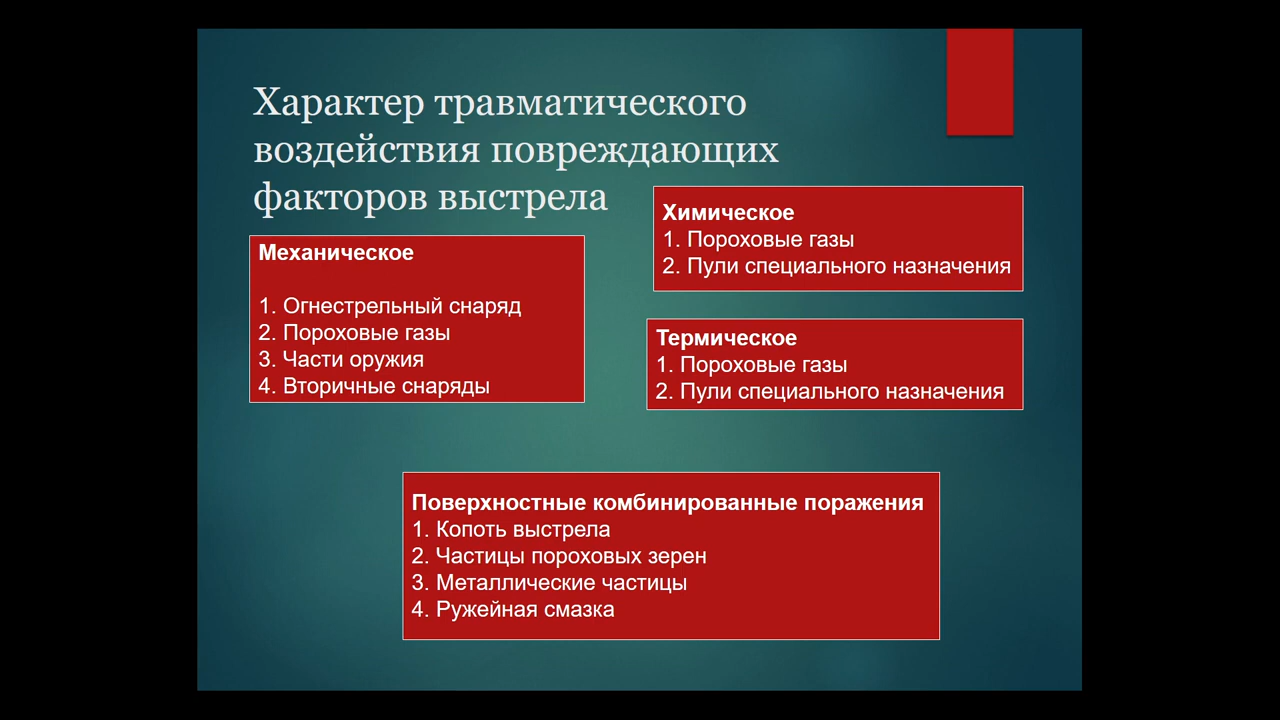 Характер травматического
воздействия повреждающих
факторов выстрела
Механическое
1. Огнестрельный снаряд
2. Пороховые газы
3. Части оружия
4. Вторичные снаряды
Химическое
1. Пороховые газы
2. Пули специального назначения
Термическое
1. Пороховые газы
2. Пули специального назначения
Поверхностные комбинированные поражения
1. Копоть выстрела
2. Частицы пороховых зерен
3. Металлические частицы
4. Ружейная смазка